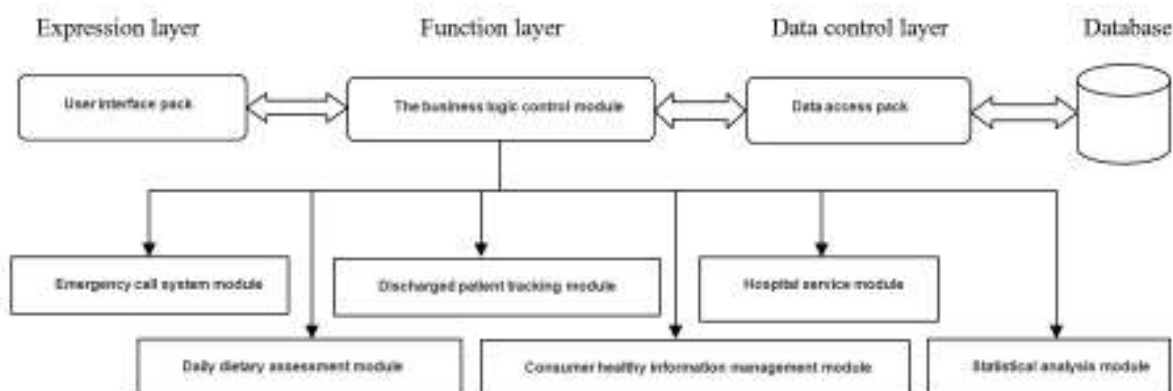 Expression layer
Function layer
Data control layer
Database
User interface pack
The business logic control module
Data access pack
Emergency call system module
Discharged patient tracking module
Hospital service module
Daily dietary assessment module
Consumer healthy information management module
Statistical analysis module